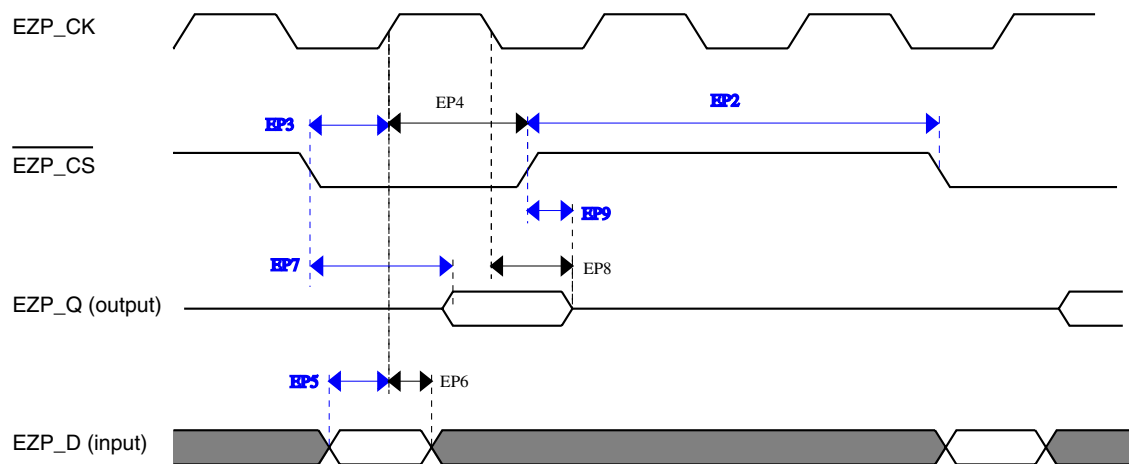 EZP_CK
EP4
EP2
EP3
EZP_CS
EP9
EP7
EP8
EZP_Q (output)
EP5
EP6
EZP_D (input)